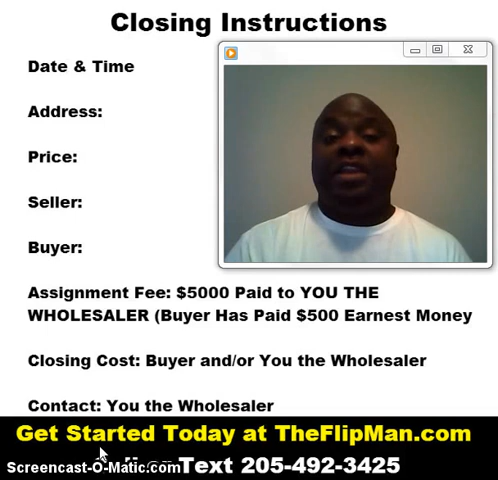 Closing Instructions
Date & Time
Address:
Price:
Seller:
Buyer:
Assignment Fee: $5000 Paid to YOU THE
WHOLESALER (Buyer Has Paid $500 Earnest Money
Closing Cost: Buyer and/or You the Wholesaler
Contact: You the Wholesaler
Get Started Today at TheFlipMan.com
Screencast-O-Matic.com
Text 205-492-3425